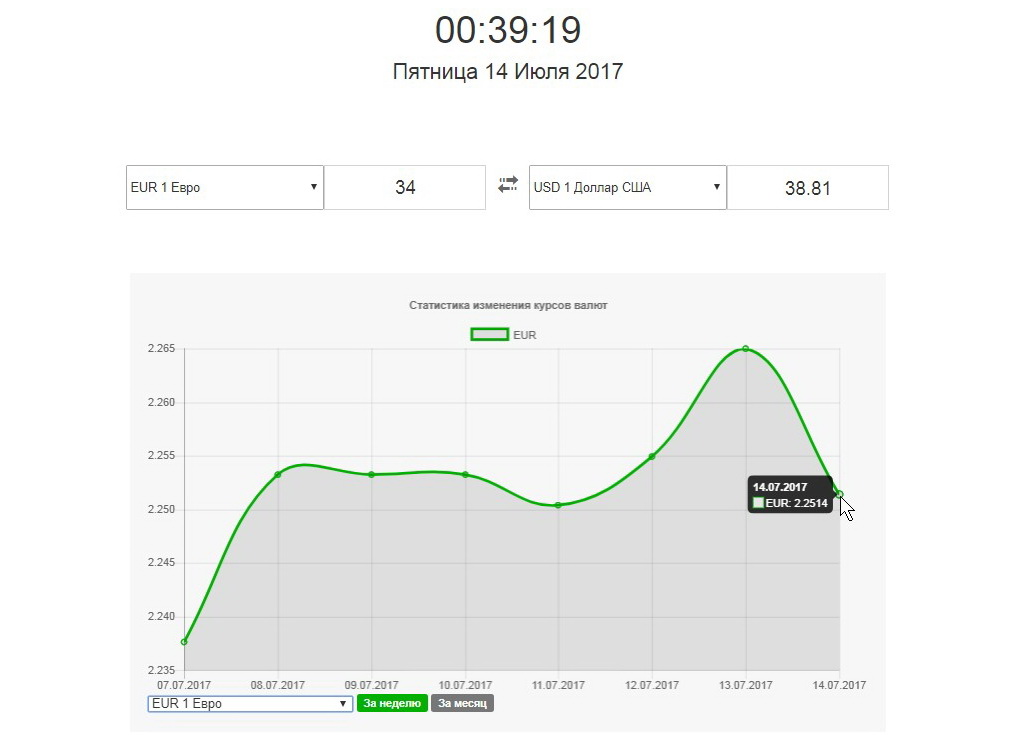 00:39:19
Пятница 14 Июля 2017
EUR 1 Евро 34 USD 1 Доллар США 38.81
Статистика изменения курсов валют
EUR
2.265
2.260
2.255
2.250
2.245
2.240
2.235
14.07.2017
EUR: 2.2514
07.07.2017 08.07.2017 09.07.2017 10.07.2017 11.07.2017 12.07.2017 13.07.2017 14.07.2017
EUR 1 Евро За неделю За месяц